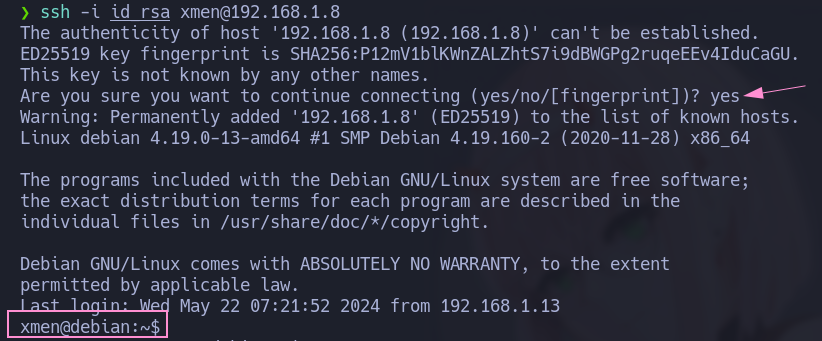 ❯ ssh -i id_rsa xmen@192.168.1.8
The authenticity of host '192.168.1.8 (192.168.1.8)' can't be established.
ED25519 key fingerprint is SHA256:P12mV1blKWnZALZhtS7i9dBWGPg2ruqeEEv4IduCaGU.
This key is not known by any other names.
Are you sure you want to continue connecting (yes/no/[fingerprint])? yes
Warning: Permanently added '192.168.1.8' (ED25519) to the list of known hosts.
Linux debian 4.19.0-13-amd64 #1 SMP Debian 4.19.160-2 (2020-11-28) x86_64
The programs included with the Debian GNU/Linux system are free software;
the exact distribution terms for each program are described in the
individual files in /usr/share/doc/*/copyright.
Debian GNU/Linux comes with ABSOLUTELY NO WARRANTY, to the extent
permitted by applicable law.
Last login: Wed May 22 07:21:52 2024 from 192.168.1.13
xmen@debian:~$